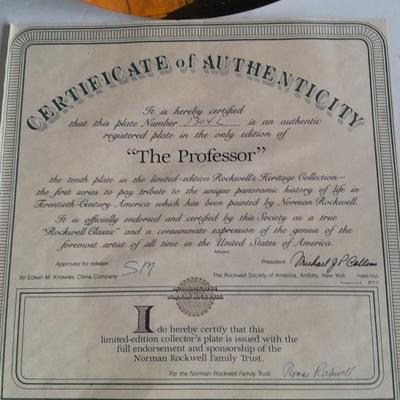 CERTIFICATE of AUTHENTICITY
It is hereby certified
that this plate Number is an authentic
registered plate in the only edition of
"The Professor"
the tenth plate in the limited-edition Rockwell's Heritage Collection—
the first series to pay tribute to the unique panoramic history of life in
Twentieth-Century America which has been painted by Norman Rockwell.
It is officially endorsed and certified by this Society as a true
"Rockwell Classic" and a consummate expression of the genius of the
foremost artist of all time in the United States of America.
Approved for release: SM
for Edwin M. Knowles China Company
Attested:
President Michael J.P. Collins
The Rockwell Society of America, Ardsley, New York
NORMAN ROCKWELL
I do hereby certify that this
limited-edition collector's plate is issued with the
full endorsement and sponsorship of the
Norman Rockwell Family Trust.
For the Norman Rockwell Family Trust Thomas Rockwell